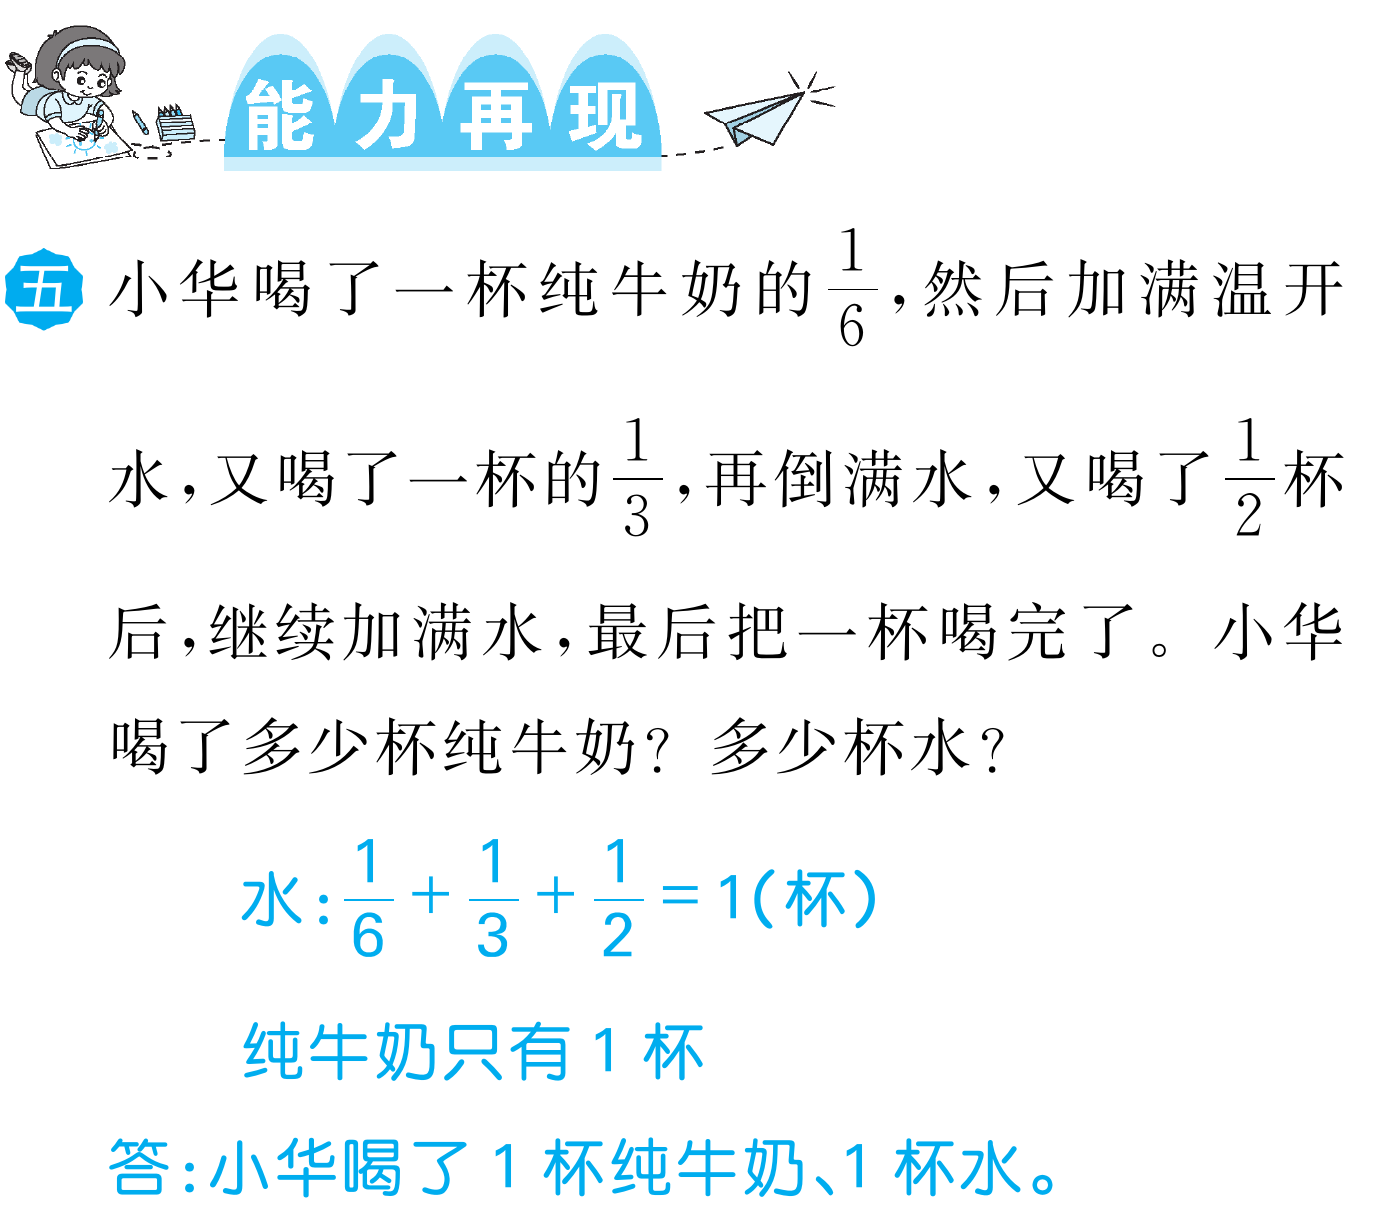 能力再现
五 小华喝了一杯纯牛奶的1/6,然后加满温开
水,又喝了一杯的1/3,再倒满水,又喝了1/2杯
后,继续加满水,最后把一杯喝完了。小华
喝了多少杯纯牛奶?多少杯水?
水:1/6+1/3+1/2=1(杯)
纯牛奶只有1杯
答:小华喝了1杯纯牛奶、1杯水。